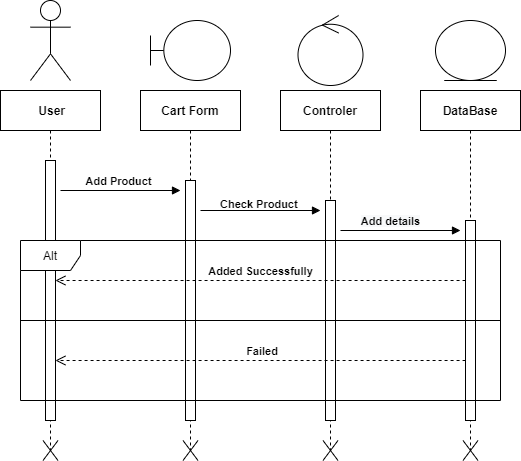 User
Cart Form
Controler
DataBase
Add Product
Check Product
Add details
Alt
Added Successfully
Failed